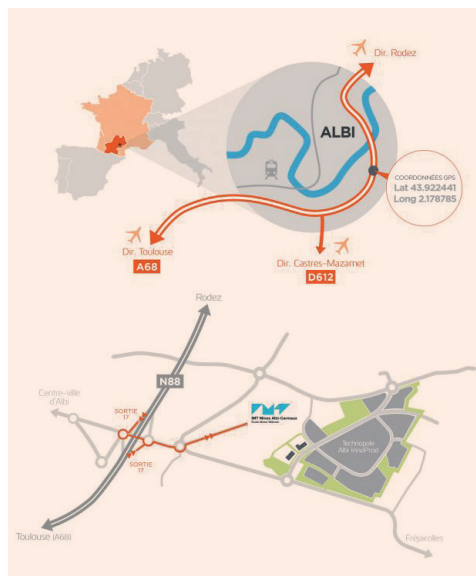 Dir. Rodez
ALBI
COORDONNÉES GPS
Lat 43.922441
Long 2.178785
Dir. Toulouse
A68
Dir. Castres-Mazamet
D612
Rodez
N88
Centre-ville
d'Albi
SORTIE
17
IMT Mines Albi-Carmaux
SORTIE
17
Technopole
Albi InnoProd
Toulouse (A68)
Fréjairolles